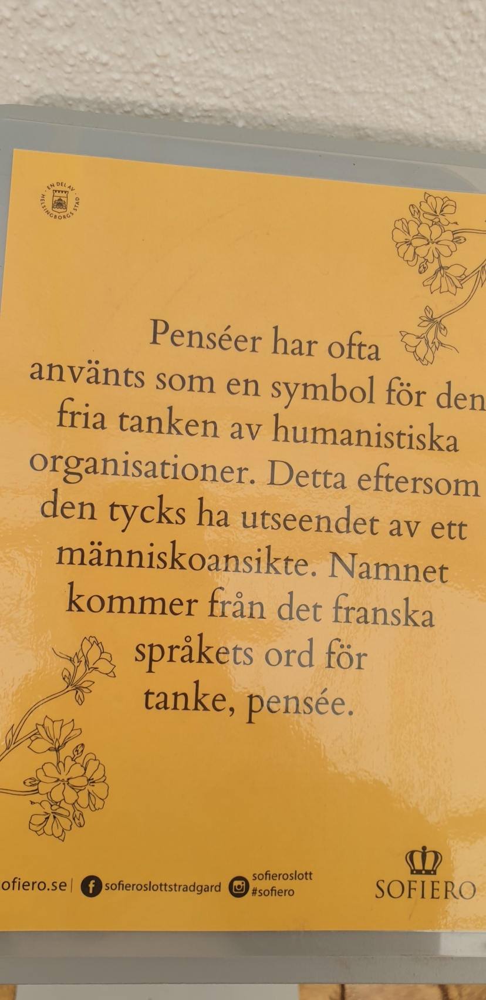 · EN DEL AV ·
HELSINGBORGS STAD
Penséer har ofta
använts som en symbol för den
fria tanken av humanistiska
organisationer. Detta eftersom
den tycks ha utseendet av ett
människoansikte. Namnet
kommer från det franska
språkets ord för
tanke, pensée.
ofiero.se | sofieroslottstradgard
sofieroslott
#sofiero
SOFIERO